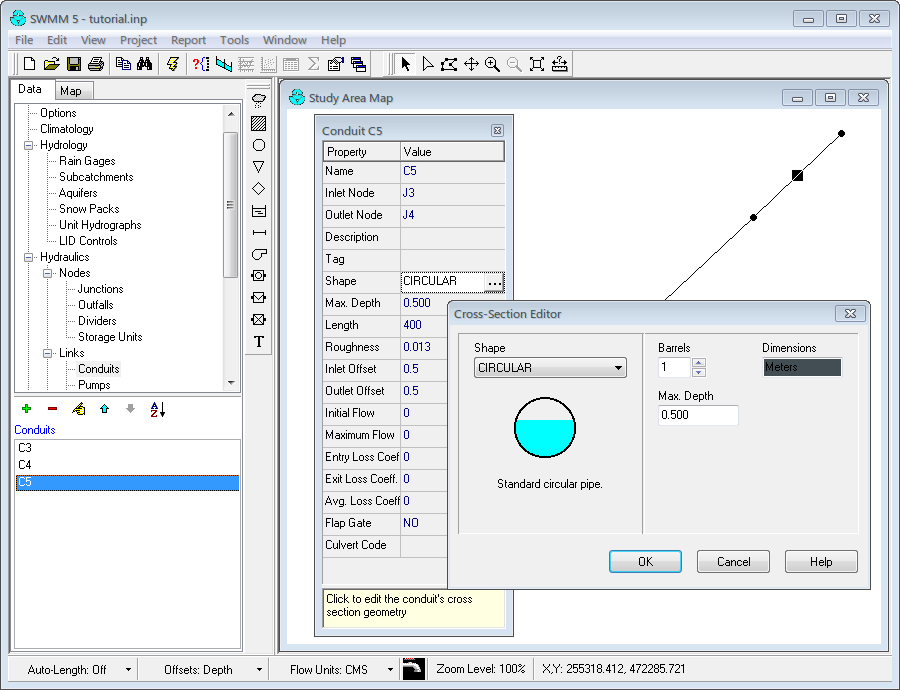 SWMM 5 - tutorial.inp
File Edit View Project Report Tools Window Help
Data Map
Options
Climatology
Hydrology
Rain Gages
Subcatchments
Aquifers
Snow Packs
Unit Hydrographs
LID Controls
Hydraulics
Nodes
Junctions
Outfalls
Dividers
Storage Units
Links
Conduits
Pumps
Conduits
C3
C4
C5
T
Study Area Map
Conduit C5
Property Value
Name C5
Inlet Node J3
Outlet Node J4
Description
Tag
Shape CIRCULAR ...
Max. Depth 0.500
Length 400
Roughness 0.013
Inlet Offset 0.5
Outlet Offset 0.5
Initial Flow 0
Maximum Flow 0
Entry Loss Coef 0
Exit Loss Coeff. 0
Avg. Loss Coeff 0
Flap Gate NO
Culvert Code
Click to edit the conduit's cross
section geometry
Cross-Section Editor
Shape
CIRCULAR
Standard circular pipe.
Barrels Dimensions
1 Meters
Max. Depth
0.500
OK Cancel Help
Auto-Length: Off Offsets: Depth Flow Units: CMS Zoom Level: 100% X,Y: 255318.412, 472285.721